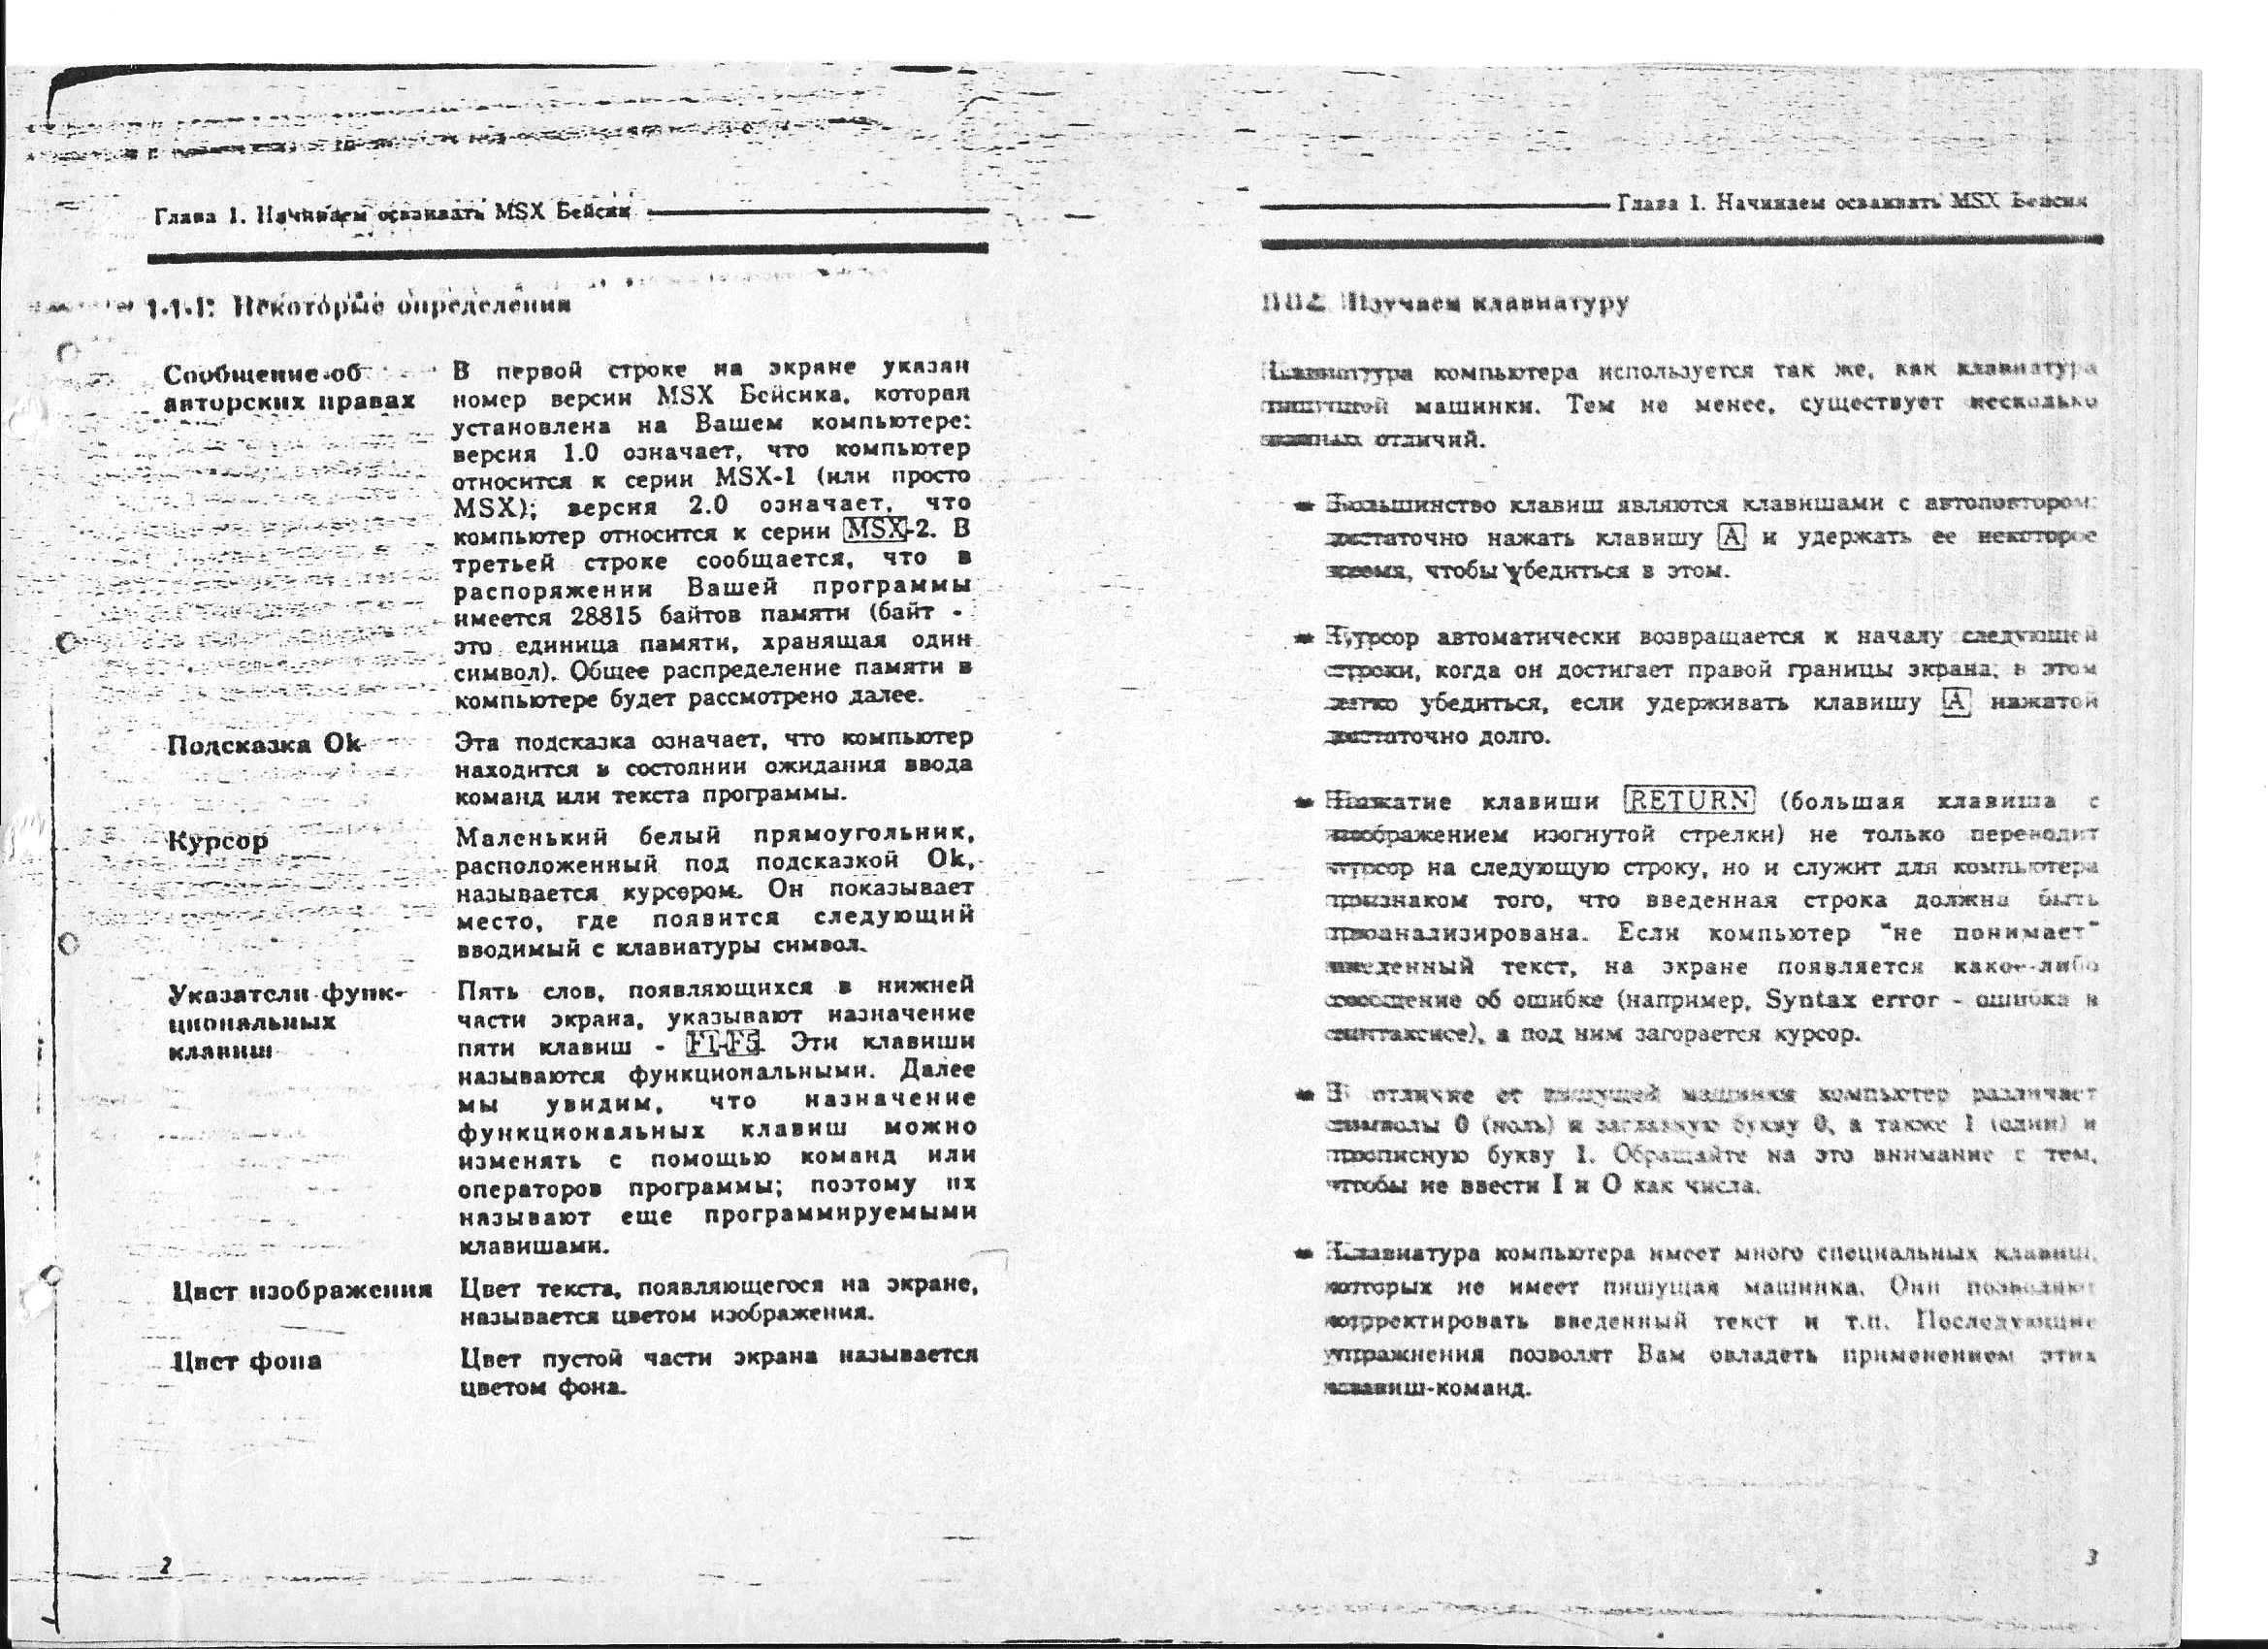 Глава 1. Начинаем осваивать MSX Бейсик
1.1.1. Некоторые определения
Сообщение об
авторских правах
В первой строке на экране указан
номер версии MSX Бейсика, которая
установлена на Вашем компьютере:
версия 1.0 означает, что компьютер
относится к серии MSX-1 (или просто
MSX); версия 2.0 означает, что
компьютер относится к серии MSX-2. В
третьей строке сообщается, что в
распоряжении Вашей программы
имеется 28815 байтов памяти (байт -
это единица памяти, хранящая один
символ). Общее распределение памяти в
компьютере будет рассмотрено далее.
Подсказка Ok
Эта подсказка означает, что компьютер
находится в состоянии ожидания ввода
команд или текста программы.
Курсор
Маленький белый прямоугольник,
расположенный под подсказкой Ok,
называется курсором. Он показывает
место, где появится следующий
вводимый с клавиатуры символ.
Указатели функ-
циональных
клавиш
Пять слов, появляющихся в нижней
части экрана, указывают назначение
пяти клавиш - F1-F5. Эти клавиши
называются функциональными. Далее
мы увидим, что назначение
функциональных клавиш можно
изменять с помощью команд или
операторов программы; поэтому их
называют еще программируемыми
клавишами.
Цвет изображения
Цвет текста, появляющегося на экране,
называется цветом изображения.
Цвет фона
Цвет пустой части экрана называется
цветом фона.
2
Глава 1. Начинаем осваивать MSX Бейсик
Изучаем клавиатуру
Клавиатура компьютера используется так же, как клавиатура
пишущей машинки. Тем не менее, существует несколько
важных отличий.
Большинство клавиш являются клавишами с автоповтором:
достаточно нажать клавишу A и удержать ее некоторое
время, чтобы убедиться в этом.
Курсор автоматически возвращается к началу следующей
строки, когда он достигает правой границы экрана; в этом
легко убедиться, если удерживать клавишу A нажатой
достаточно долго.
Нажатие клавиши RETURN (большая клавиша с
изображением изогнутой стрелки) не только переводит
курсор на следующую строку, но и служит для компьютера
признаком того, что введенная строка должна быть
проанализирована. Если компьютер "не понимает"
введенный текст, на экране появляется какое-либо
сообщение об ошибке (например, Syntax error - ошибка в
синтаксисе), а под ним загорается курсор.
В отличие от пишущей машинки компьютер различает
символы 0 (ноль) и заглавную букву O, а также 1 (один) и
прописную букву I. Обращайте на это внимание с тем,
чтобы не ввести I и O как числа.
Клавиатура компьютера имеет много специальных клавиш,
которых не имеет пишущая машинка. Они позволяют
корректировать введенный текст и т.п. Последующие
упражнения позволят Вам овладеть применением этих
клавиш-команд.
3